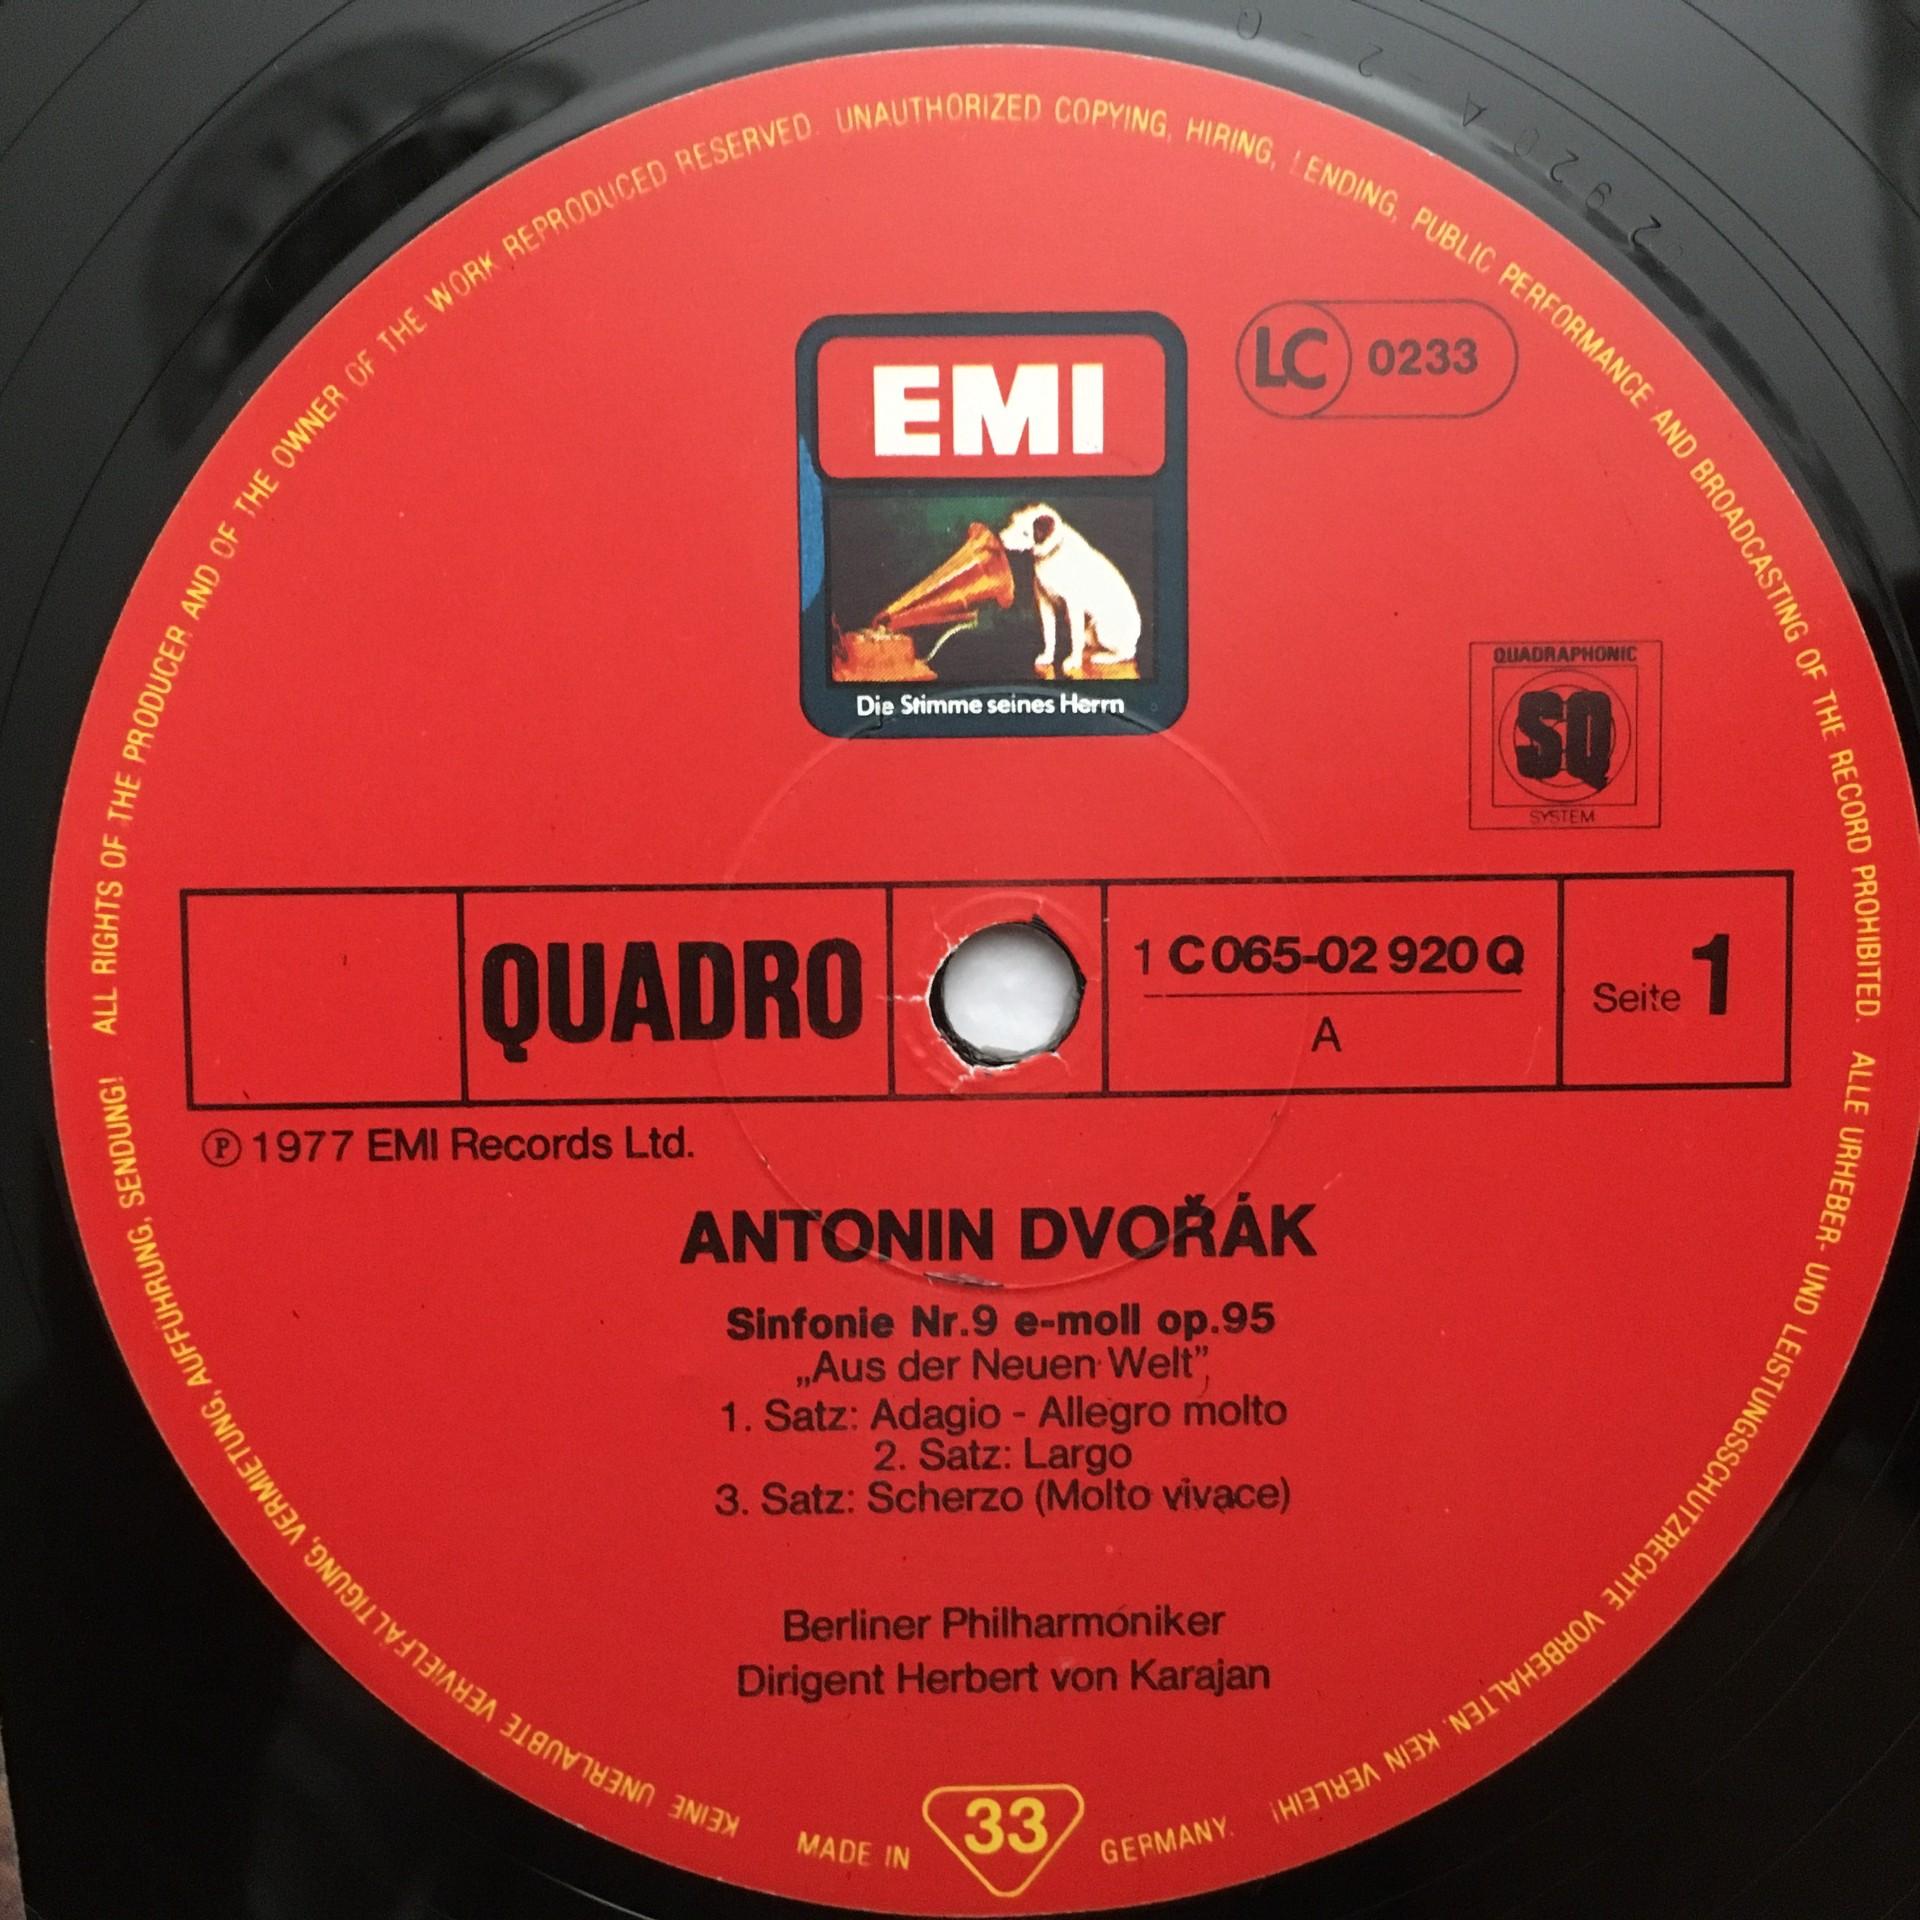 ALL RIGHTS OF THE PRODUCER AND OF THE OWNER OF THE WORK REPRODUCED RESERVED. UNAUTHORIZED COPYING, HIRING, LENDING, PUBLIC PERFORMANCE AND BROADCASTING OF THE RECORD PROHIBITED.
EMI
LC 0233
Die Stimme seines Herrn
QUADRAPHONIC
SQ
SYSTEM
QUADRO
1 C 065-02 920 Q
A
Seite 1
Ⓟ 1977 EMI Records Ltd.
ANTONIN DVOŘÁK
Sinfonie Nr.9 e-moll op.95
„Aus der Neuen Welt”
1. Satz: Adagio - Allegro molto
2. Satz: Largo
3. Satz: Scherzo (Molto vivace)
Berliner Philharmoniker
Dirigent Herbert von Karajan
ALLE URHEBER- UND LEISTUNGSSCHUTZRECHTE VORBEHALTEN. KEIN VERLEIH!
KEINE UNERLAUBTE VERVIELFÄLTIGUNG, VERMIETUNG, AUFFÜHRUNG, SENDUNG!
MADE IN 33 GERMANY.